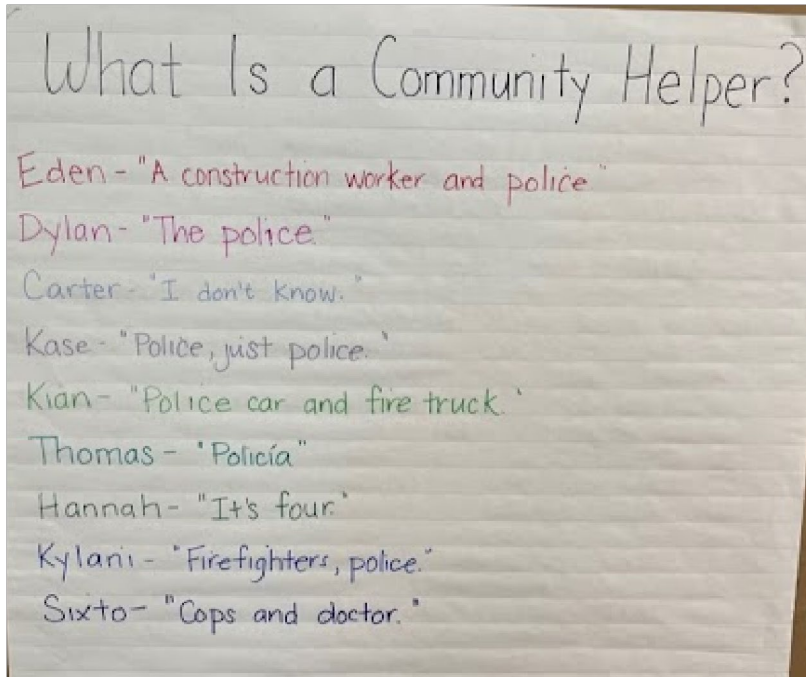 What Is a Community Helper?
Eden - "A construction worker and police"
Dylan - "The police."
Carter - "I don't know."
Kase - "Police, just police."
Kian - "Police car and fire truck."
Thomas - "Policía"
Hannah - "It's four."
Kylani - "Firefighters, police."
Sixto - "Cops and doctor."